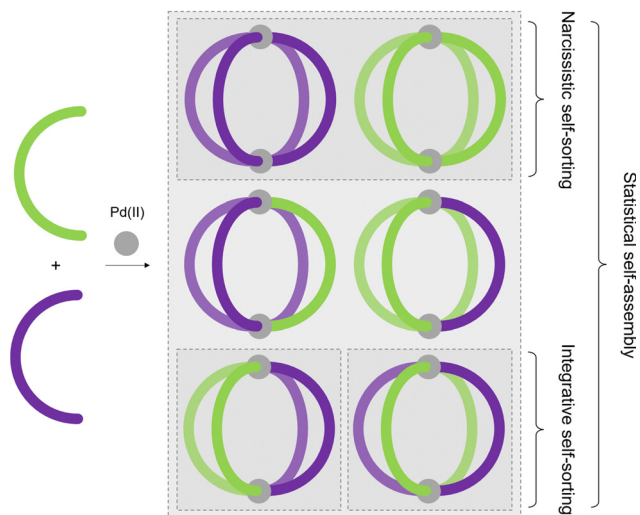 Pd(II)
+
Narcissistic self-sorting
Integrative self-sorting
Statistical self-assembly